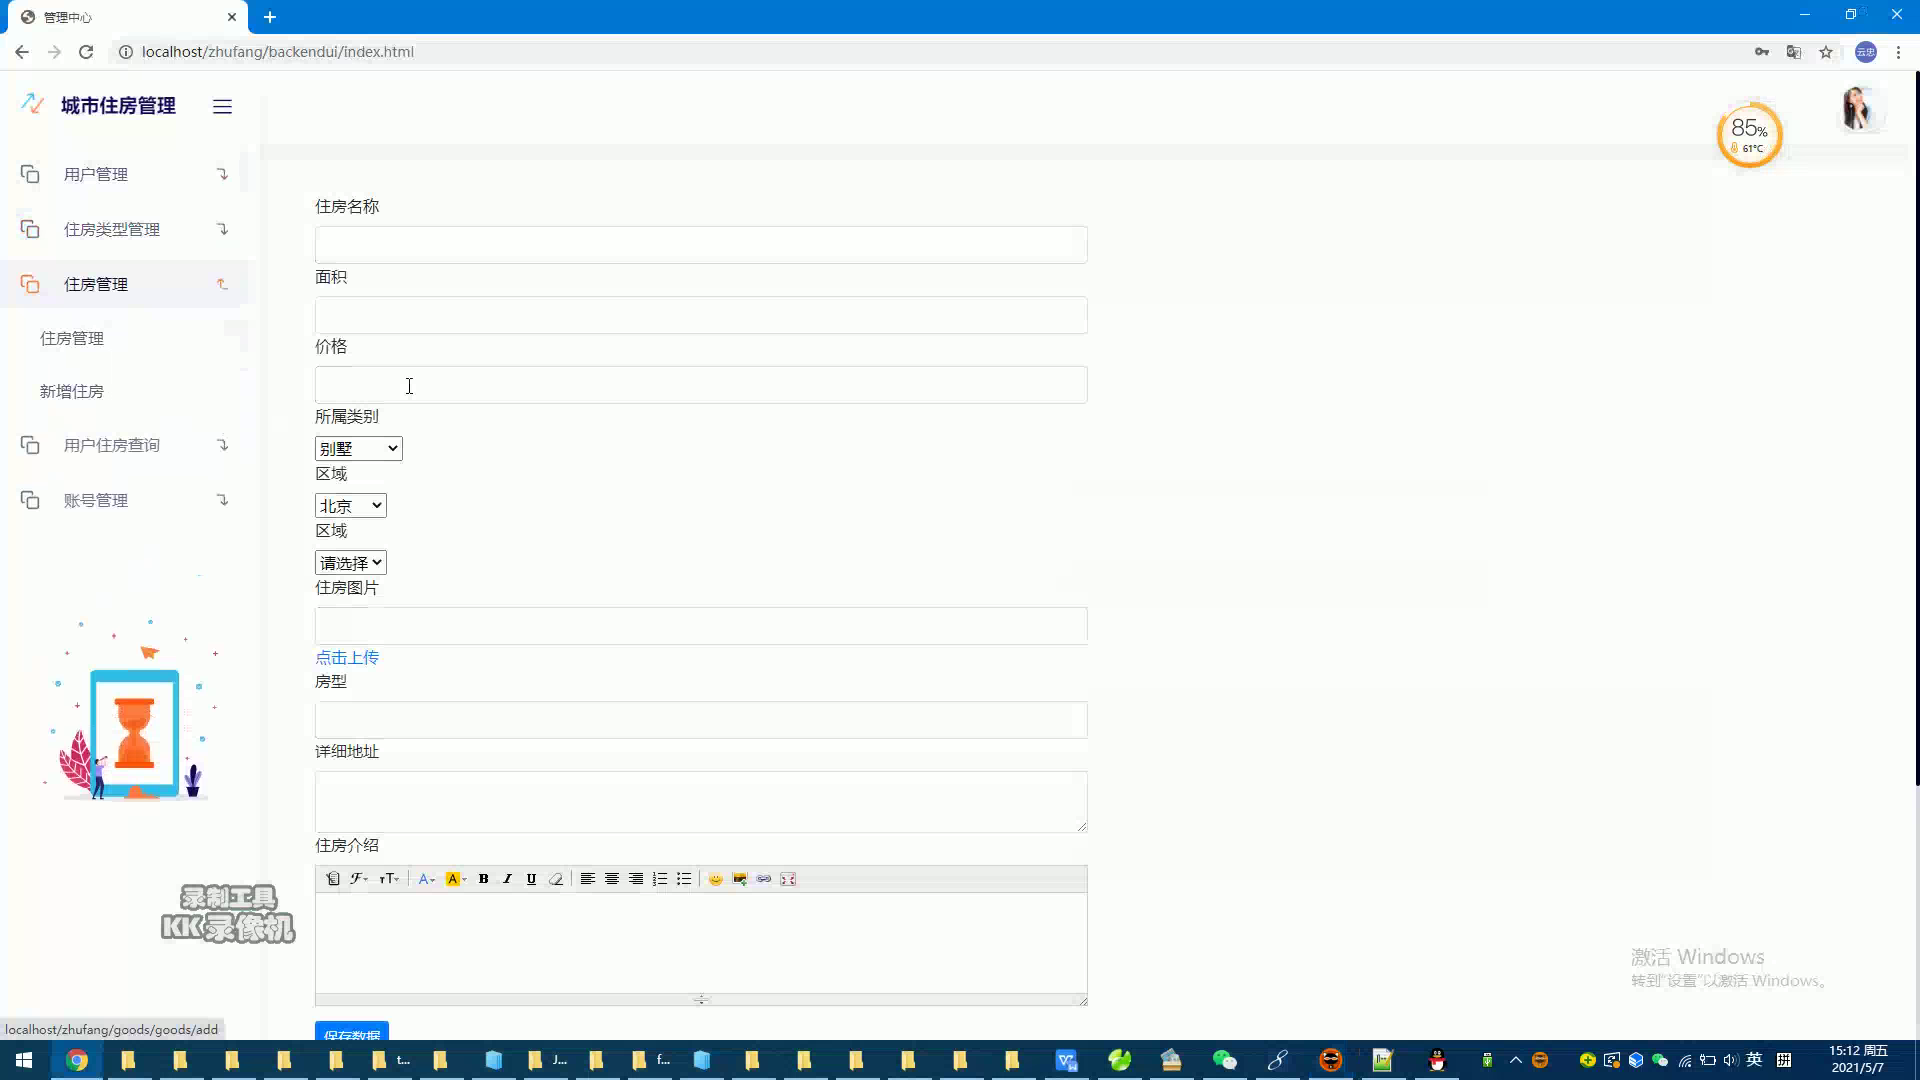 管理中心
localhost/zhufang/backendui/index.html
云忠
城市住房管理
85%
61°C
用户管理
住房类型管理
住房管理
住房管理
新增住房
用户住房查询
账号管理
住房名称
面积
价格
所属类别
别墅
区域
北京
区域
请选择
住房图片
点击上传
房型
详细地址
住房介绍
保存数据
录制工具
KK录像机
激活 Windows
转到“设置”以激活 Windows。
localhost/zhufang/goods/goods/add
t...
J...
f...
英
拼
15:12 周五
2021/5/7